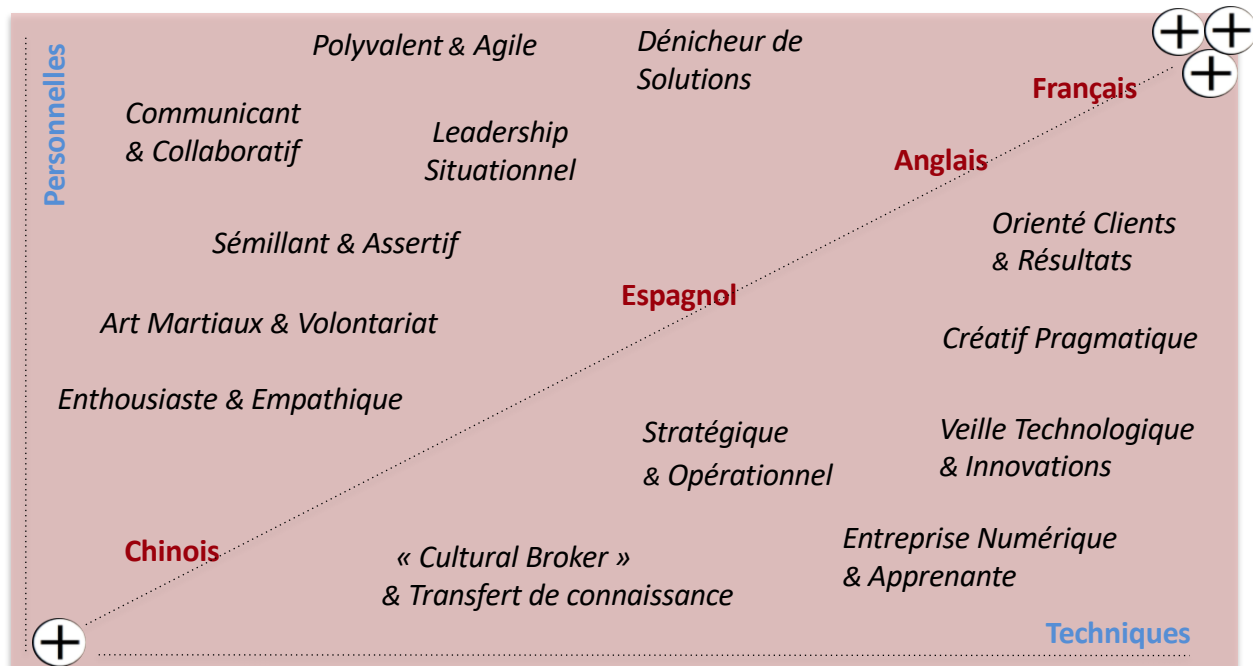 Personnelles
Polyvalent & Agile
Dénicheur de
Solutions
Français
Communicant
& Collaboratif
Leadership
Situationnel
Anglais
Sémillant & Assertif
Orienté Clients
& Résultats
Espagnol
Art Martiaux & Volontariat
Créatif Pragmatique
Enthousiaste & Empathique
Stratégique
& Opérationnel
Veille Technologique
& Innovations
Chinois
« Cultural Broker »
& Transfert de connaissance
Entreprise Numérique
& Apprenante
Techniques